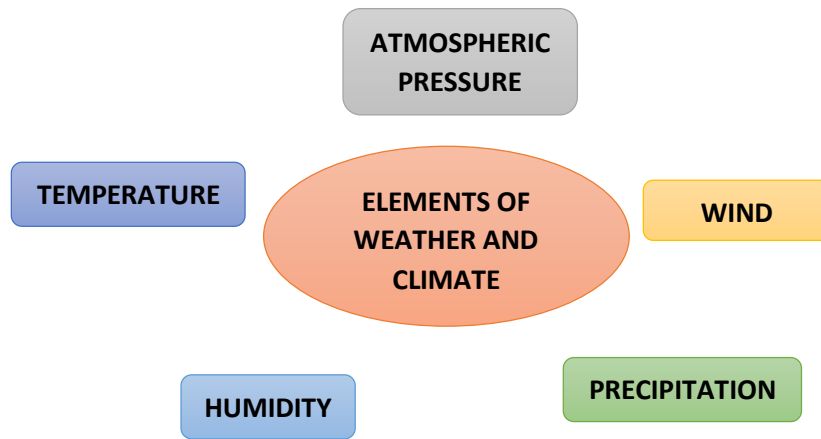 ATMOSPHERIC
PRESSURE
TEMPERATURE
ELEMENTS OF
WEATHER AND
CLIMATE
WIND
HUMIDITY
PRECIPITATION